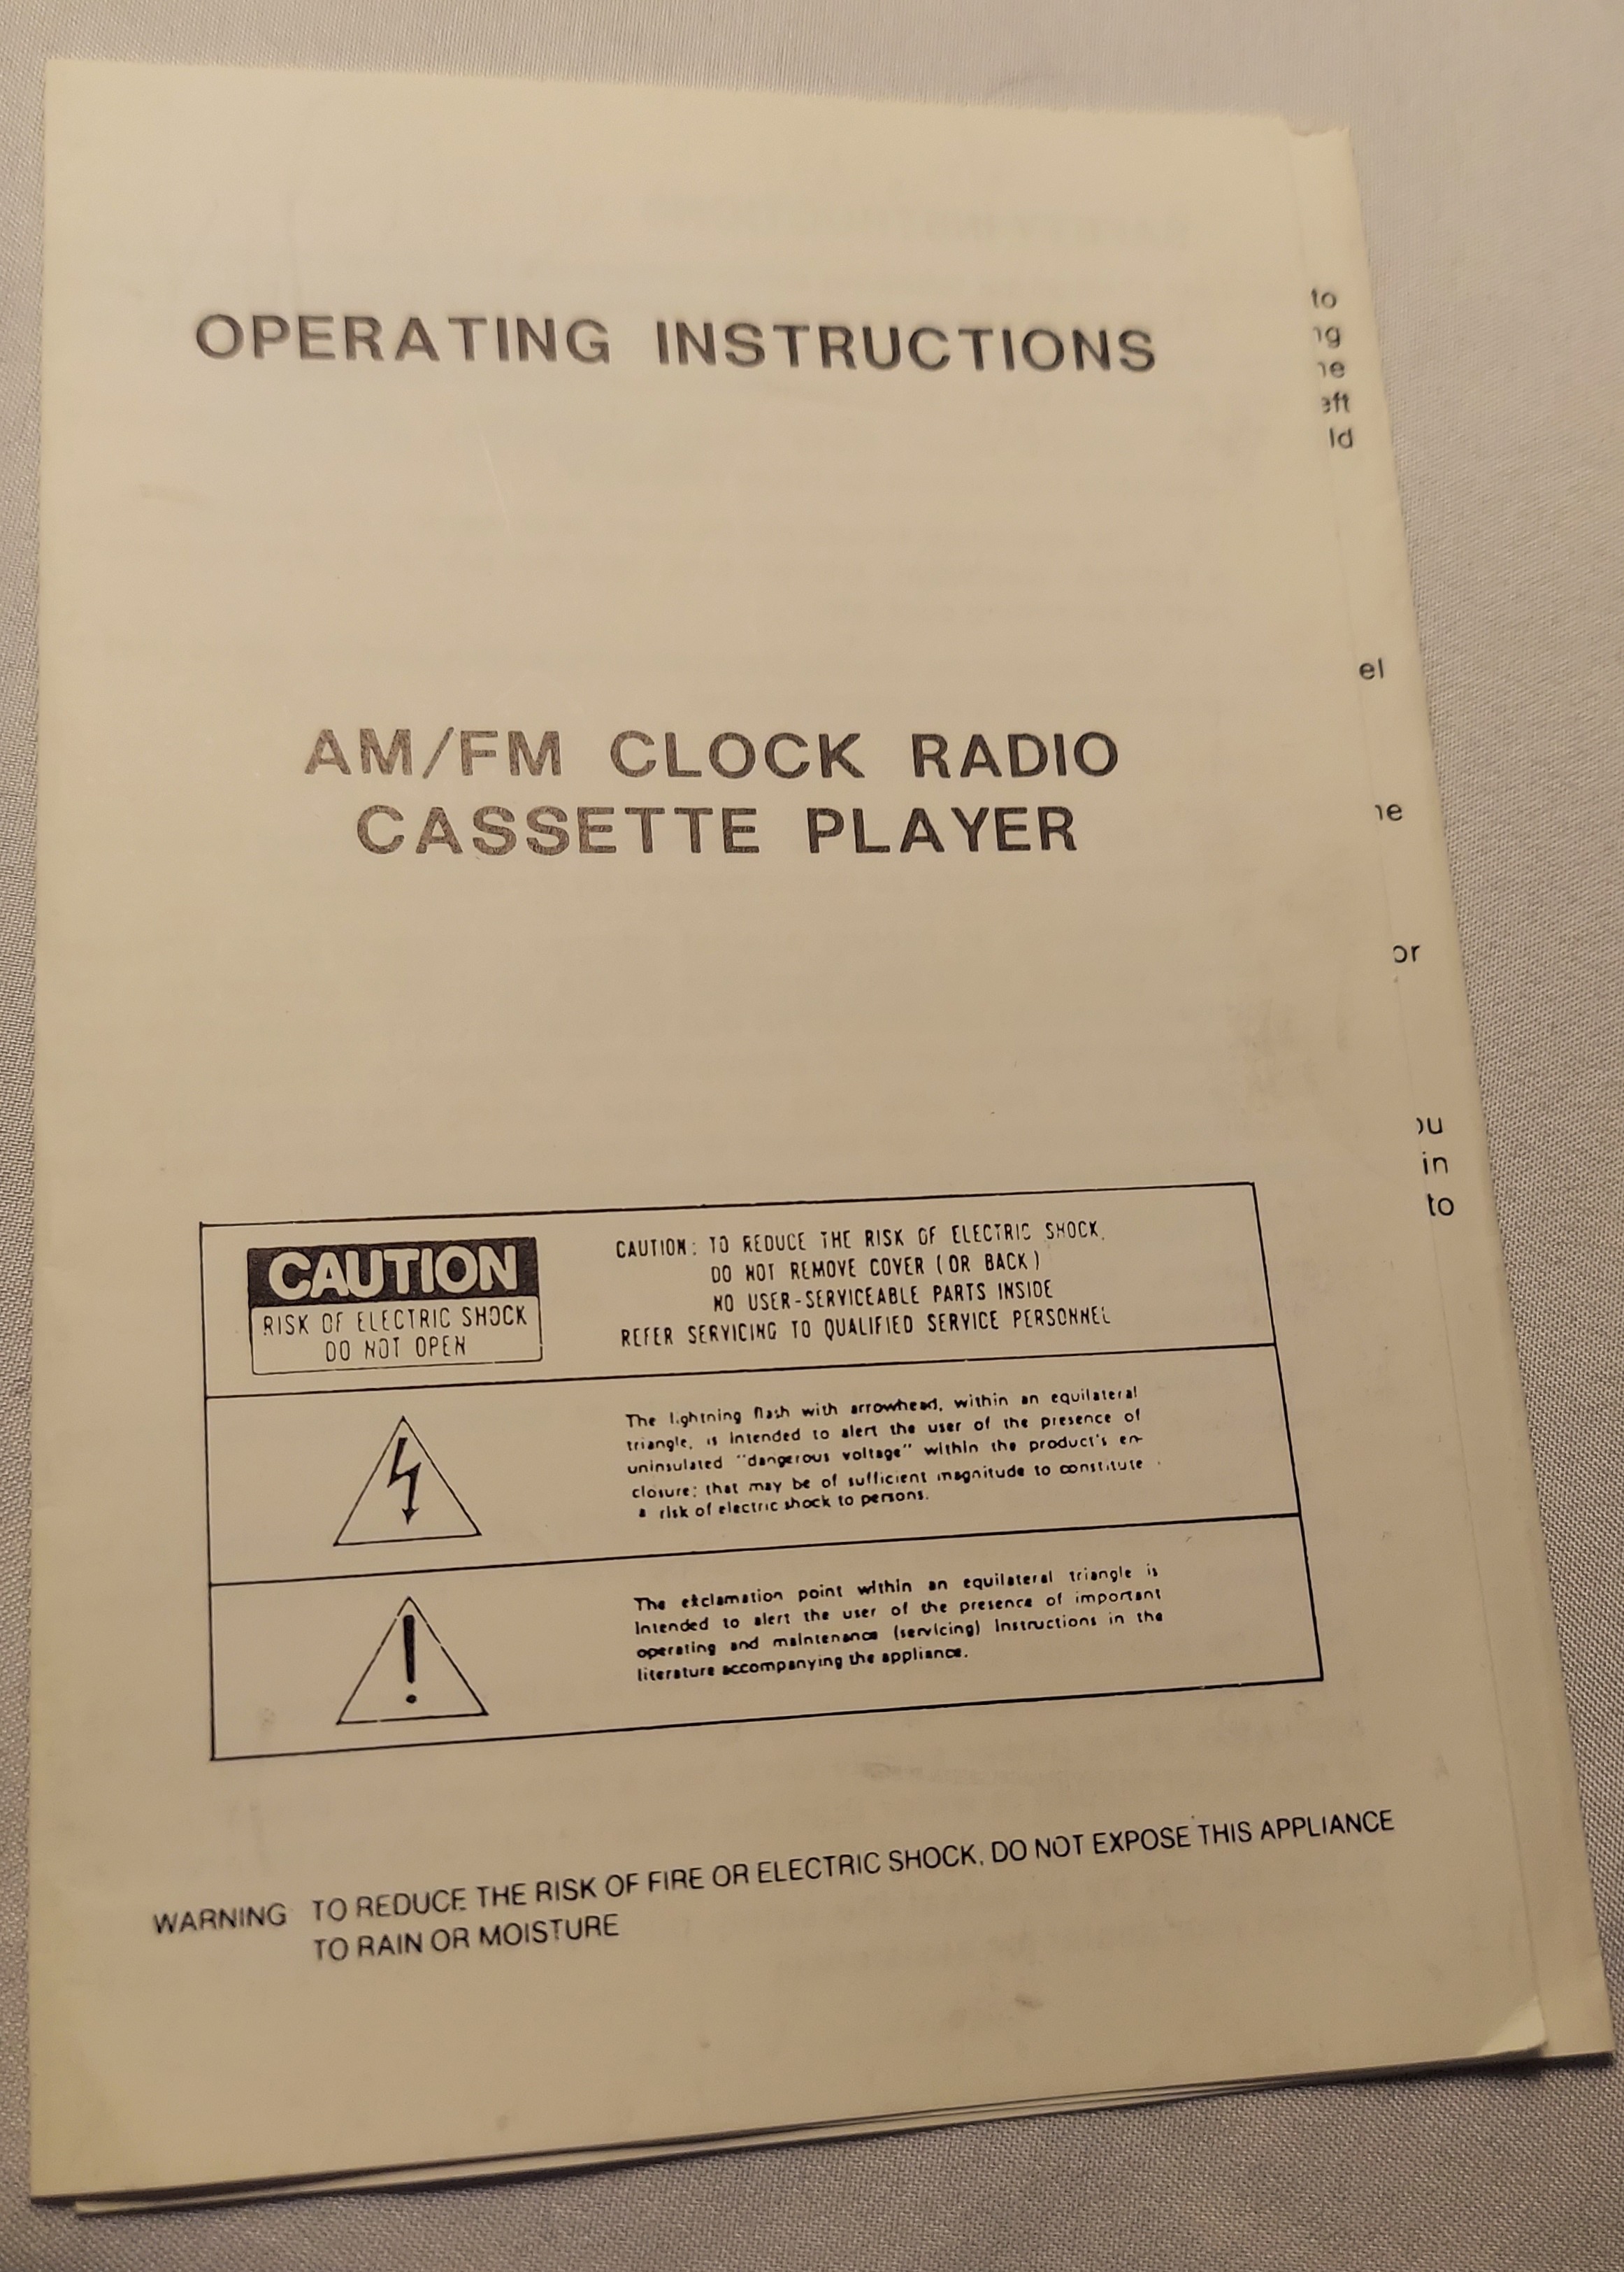 OPERATING INSTRUCTIONS
AM/FM CLOCK RADIO
CASSETTE PLAYER
CAUTION
RISK OF ELECTRIC SHOCK
DO NOT OPEN
CAUTION: TO REDUCE THE RISK OF ELECTRIC SHOCK,
DO NOT REMOVE COVER (OR BACK)
NO USER-SERVICEABLE PARTS INSIDE
REFER SERVICING TO QUALIFIED SERVICE PERSONNEL
The lightning flash with arrowhead, within an equilateral
triangle, is intended to alert the user of the presence of
uninsulated "dangerous voltage" within the product's en-
closure; that may be of sufficient magnitude to constitute
a risk of electric shock to persons.
!
The exclamation point within an equilateral triangle is
intended to alert the user of the presence of important
operating and maintenance (servicing) instructions in the
literature accompanying the appliance.
WARNING TO REDUCE THE RISK OF FIRE OR ELECTRIC SHOCK, DO NOT EXPOSE THIS APPLIANCE
TO RAIN OR MOISTURE
to
el
or
in
to